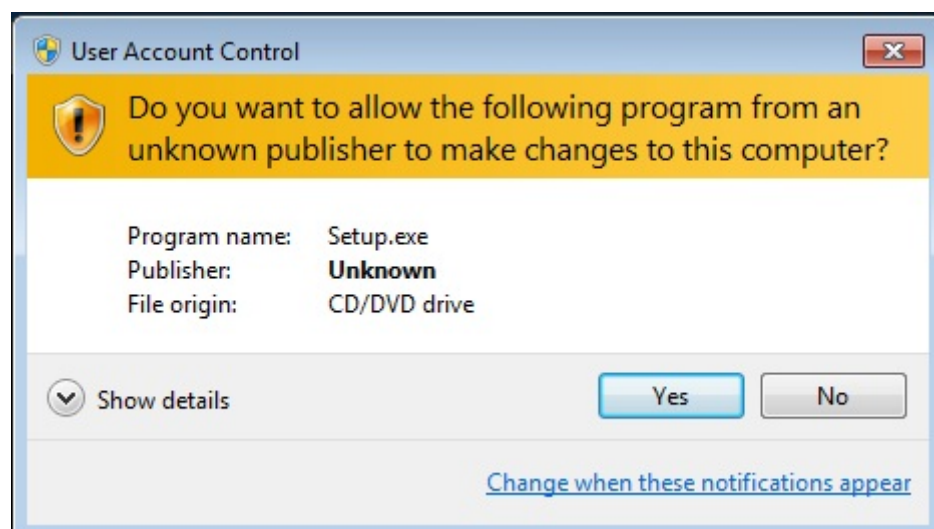 User Account Control
Do you want to allow the following program from an
unknown publisher to make changes to this computer?
Program name: Setup.exe
Publisher: Unknown
File origin: CD/DVD drive
Show details
Yes
No
Change when these notifications appear